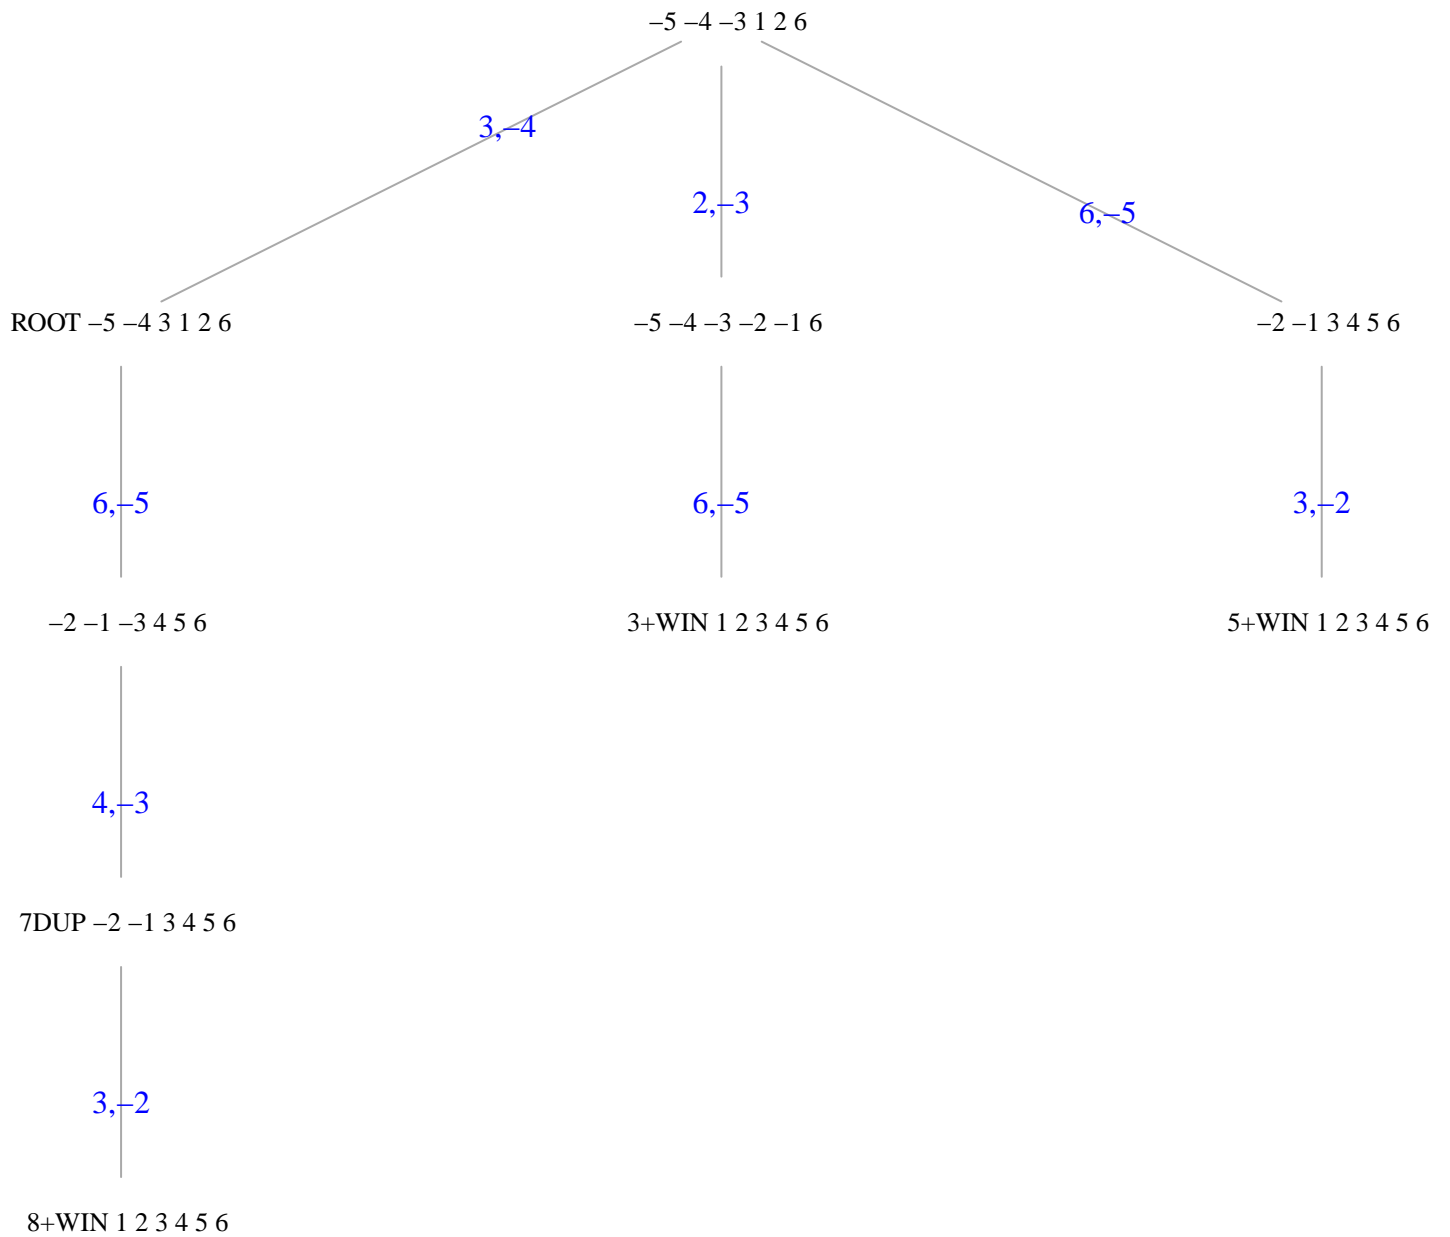 –5 –4 –3 1 2 6
3,–4
2,–3
6,–5
ROOT –5 –4 3 1 2 6
–5 –4 –3 –2 –1 6
–2 –1 3 4 5 6
6,–5
6,–5
3,–2
–2 –1 –3 4 5 6
3+WIN 1 2 3 4 5 6
5+WIN 1 2 3 4 5 6
4,–3
7DUP –2 –1 3 4 5 6
3,–2
8+WIN 1 2 3 4 5 6